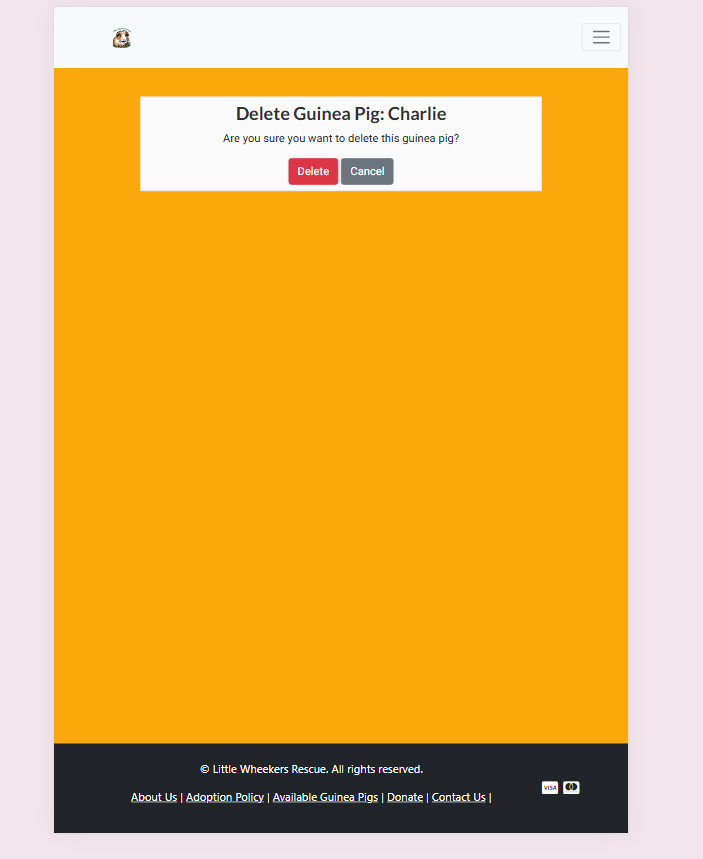 Delete Guinea Pig: Charlie
Are you sure you want to delete this guinea pig?
Delete Cancel
© Little Wheekers Rescue. All rights reserved.
VISA
About Us | Adoption Policy | Available Guinea Pigs | Donate | Contact Us |